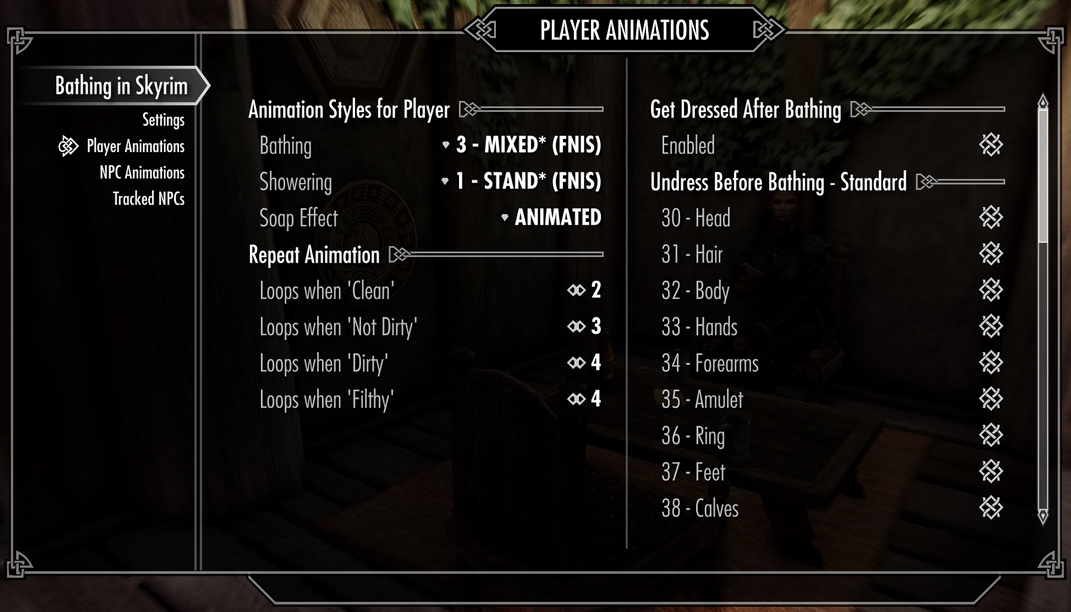 PLAYER ANIMATIONS
Bathing in Skyrim
Settings
Player Animations
NPC Animations
Tracked NPCs
Animation Styles for Player
Bathing 3 - MIXED* (FNIS)
Showering 1 - STAND* (FNIS)
Soap Effect ANIMATED
Repeat Animation
Loops when 'Clean' 2
Loops when 'Not Dirty' 3
Loops when 'Dirty' 4
Loops when 'Filthy' 4
Get Dressed After Bathing
Enabled
Undress Before Bathing - Standard
30 - Head
31 - Hair
32 - Body
33 - Hands
34 - Forearms
35 - Amulet
36 - Ring
37 - Feet
38 - Calves